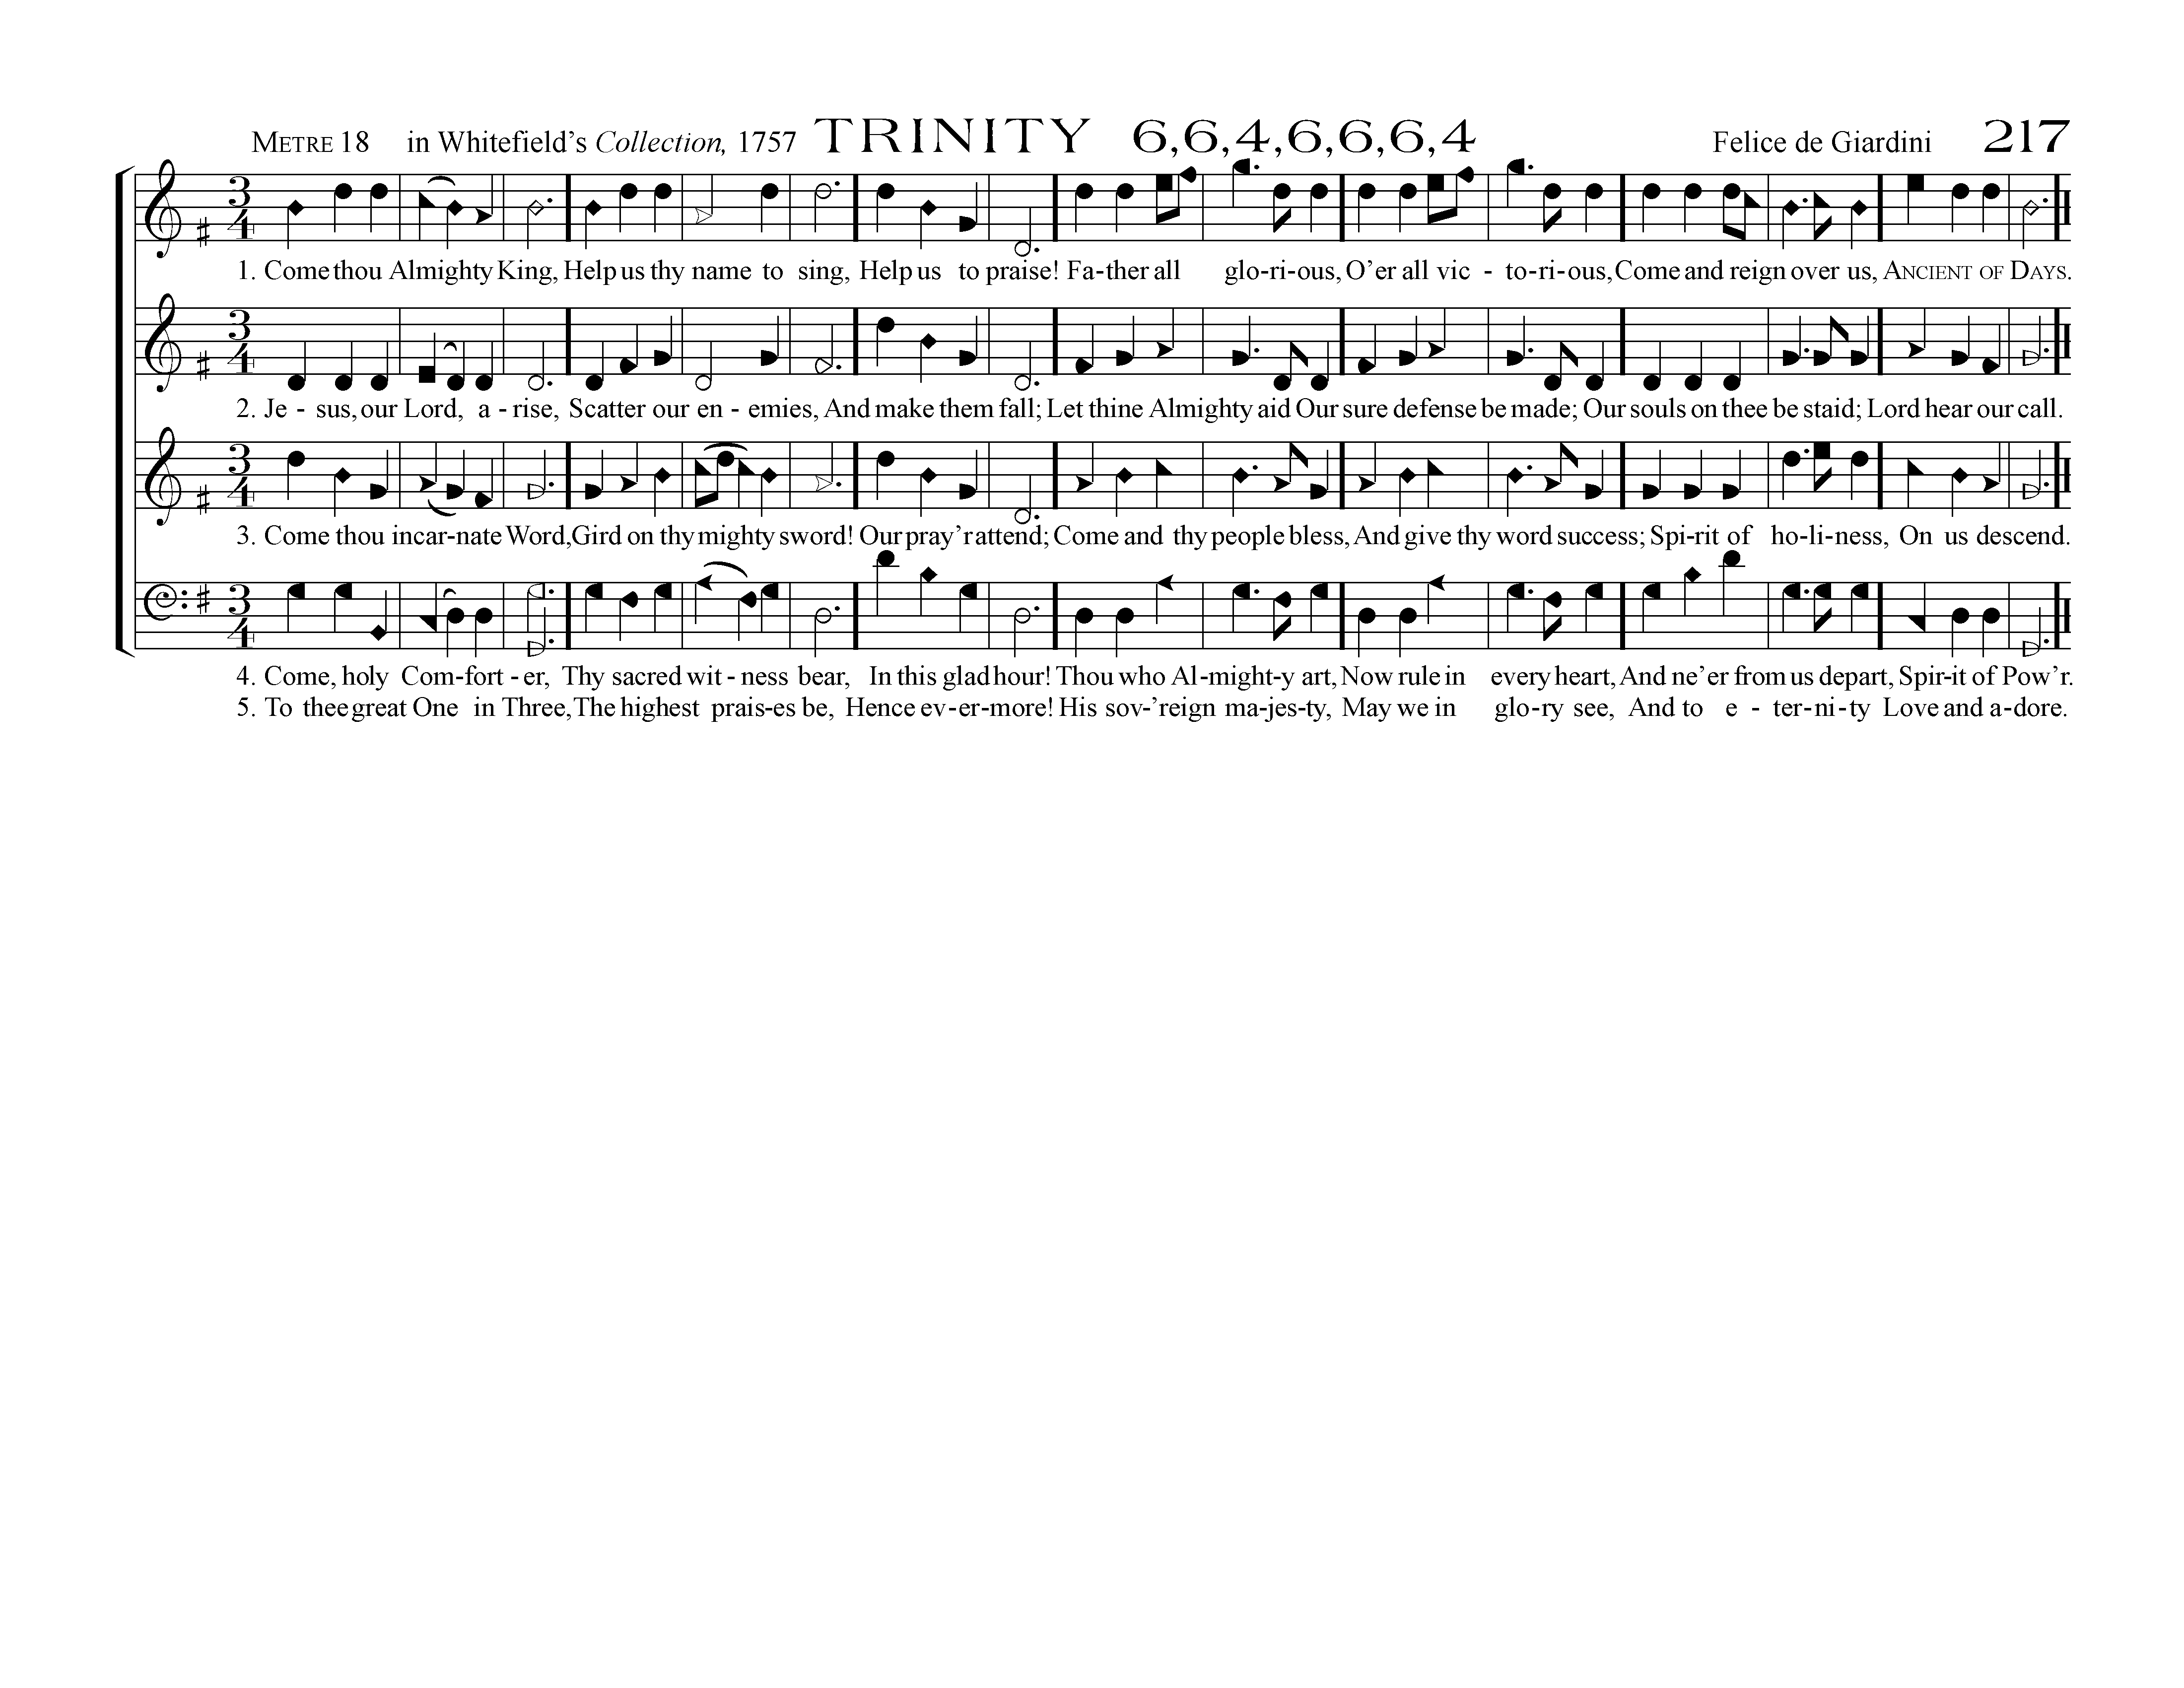 METRE 18 in Whitefield’s Collection, 1757 TRINITY 6,6,4,6,6,6,4 Felice de Giardini 217
3 4
1. Come thou Almighty King, Help us thy name to sing, Help us to praise! Fa-ther all glo-ri-ous, O’er all vic - to-ri-ous, Come and reign over us, ANCIENT OF DAYS.
3 4
2. Je - sus, our Lord, a - rise, Scatter our en - emies, And make them fall; Let thine Almighty aid Our sure defense be made; Our souls on thee be staid; Lord hear our call.
3 4
3. Come thou incar-nate Word, Gird on thy mighty sword! Our pray’r attend; Come and thy people bless, And give thy word success; Spi-rit of ho-li-ness, On us descend.
3 4
4. Come, holy Com-fort - er, Thy sacred wit - ness bear, In this glad hour! Thou who Al-might-y art, Now rule in every heart, And ne’er from us depart, Spir-it of Pow’r.
5. To thee great One in Three, The highest prais-es be, Hence ev-er-more! His sov-’reign ma-jes-ty, May we in glo-ry see, And to e - ter-ni-ty Love and a-dore.